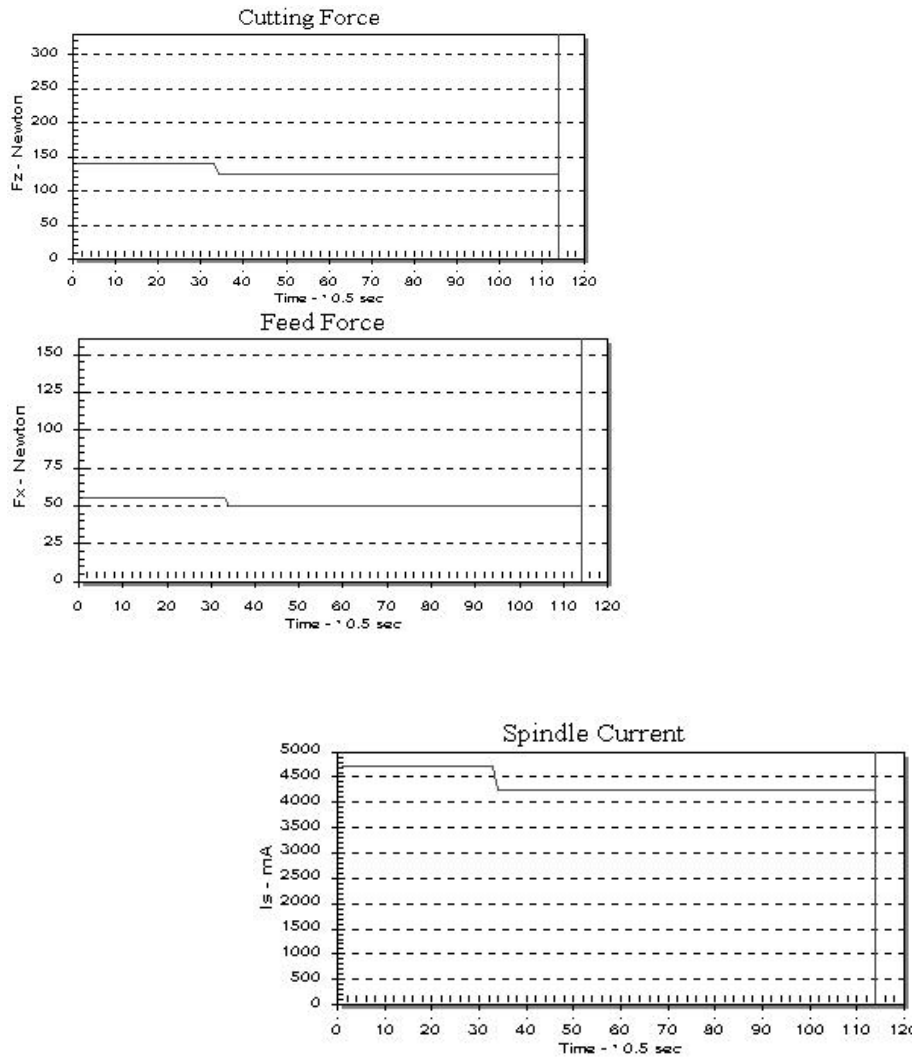 Cutting Force
300
250
200
150
100
50
0
Fz - Newton
0 10 20 30 40 50 60 70 80 90 100 110 120
Time - * 0.5 sec
Feed Force
150
125
100
75
50
25
0
Fx - Newton
0 10 20 30 40 50 60 70 80 90 100 110 120
Time - * 0.5 sec
Spindle Current
5000
4500
4000
3500
3000
2500
2000
1500
1000
500
0
Is - mA
0 10 20 30 40 50 60 70 80 90 100 110 120
Time - * 0.5 sec